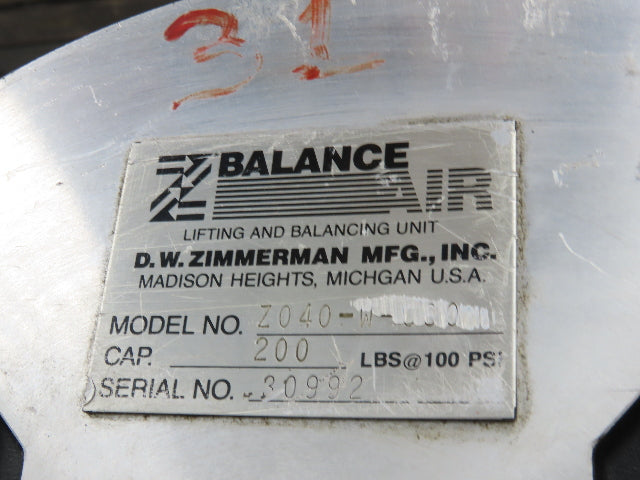 31
BALANCE
AIR
LIFTING AND BALANCING UNIT
D.W. ZIMMERMAN MFG., INC.
MADISON HEIGHTS, MICHGAN U.S.A.
MODEL NO. Z040-W-
CAP. 200 LBS@100 PSI
SERIAL NO. 30992